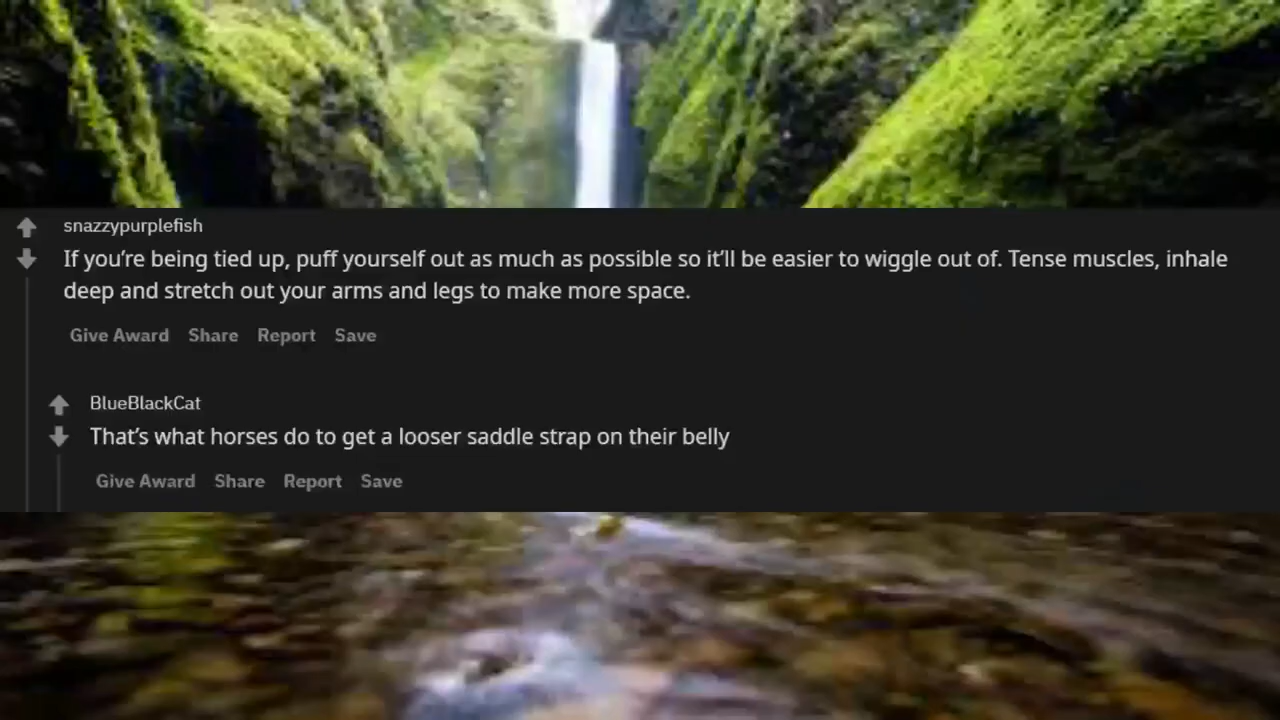 snazzypurplefish
If you’re being tied up, puff yourself out as much as possible so it’ll be easier to wiggle out of. Tense muscles, inhale
deep and stretch out your arms and legs to make more space.
Give Award Share Report Save
BlueBlackCat
That’s what horses do to get a looser saddle strap on their belly
Give Award Share Report Save